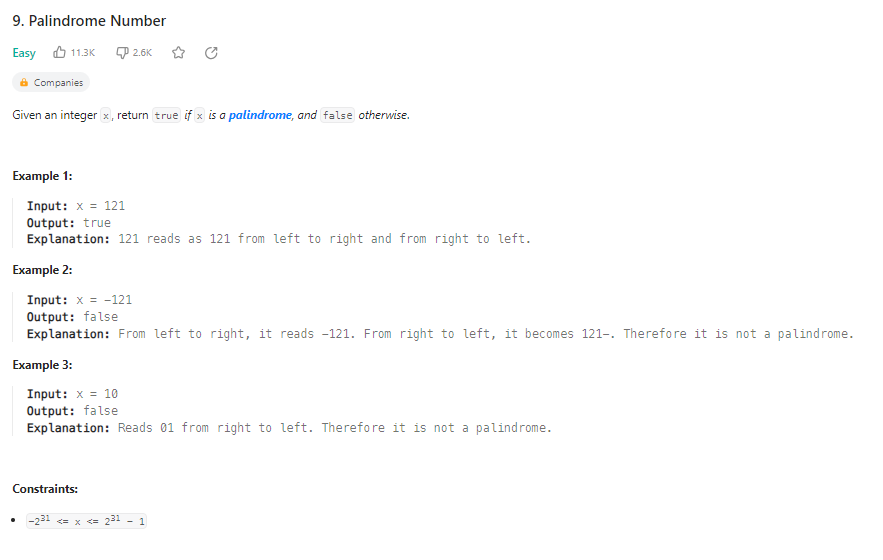 9. Palindrome Number
Easy 11.3K 2.6K
Companies
Given an integer x, return true if x is a palindrome, and false otherwise.
Example 1:
Input: x = 121
Output: true
Explanation: 121 reads as 121 from left to right and from right to left.
Example 2:
Input: x = -121
Output: false
Explanation: From left to right, it reads -121. From right to left, it becomes 121-. Therefore it is not a palindrome.
Example 3:
Input: x = 10
Output: false
Explanation: Reads 01 from right to left. Therefore it is not a palindrome.
Constraints:
• -2³¹ <= x <= 2³¹ - 1